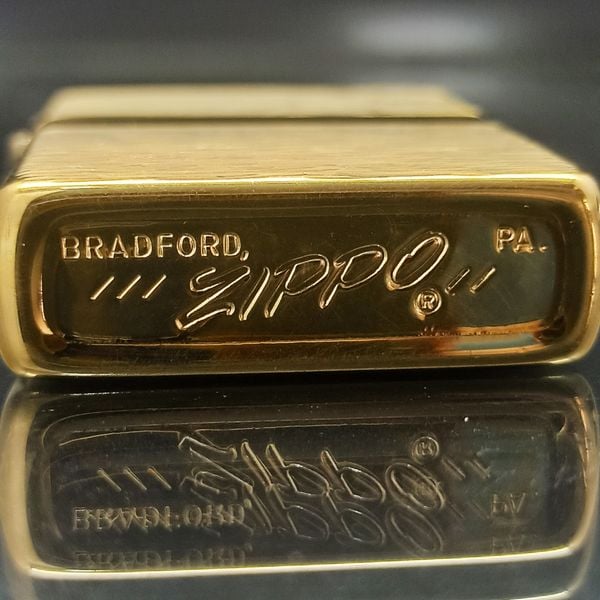 BRADFORD, PA.
/// ZIPPO® //